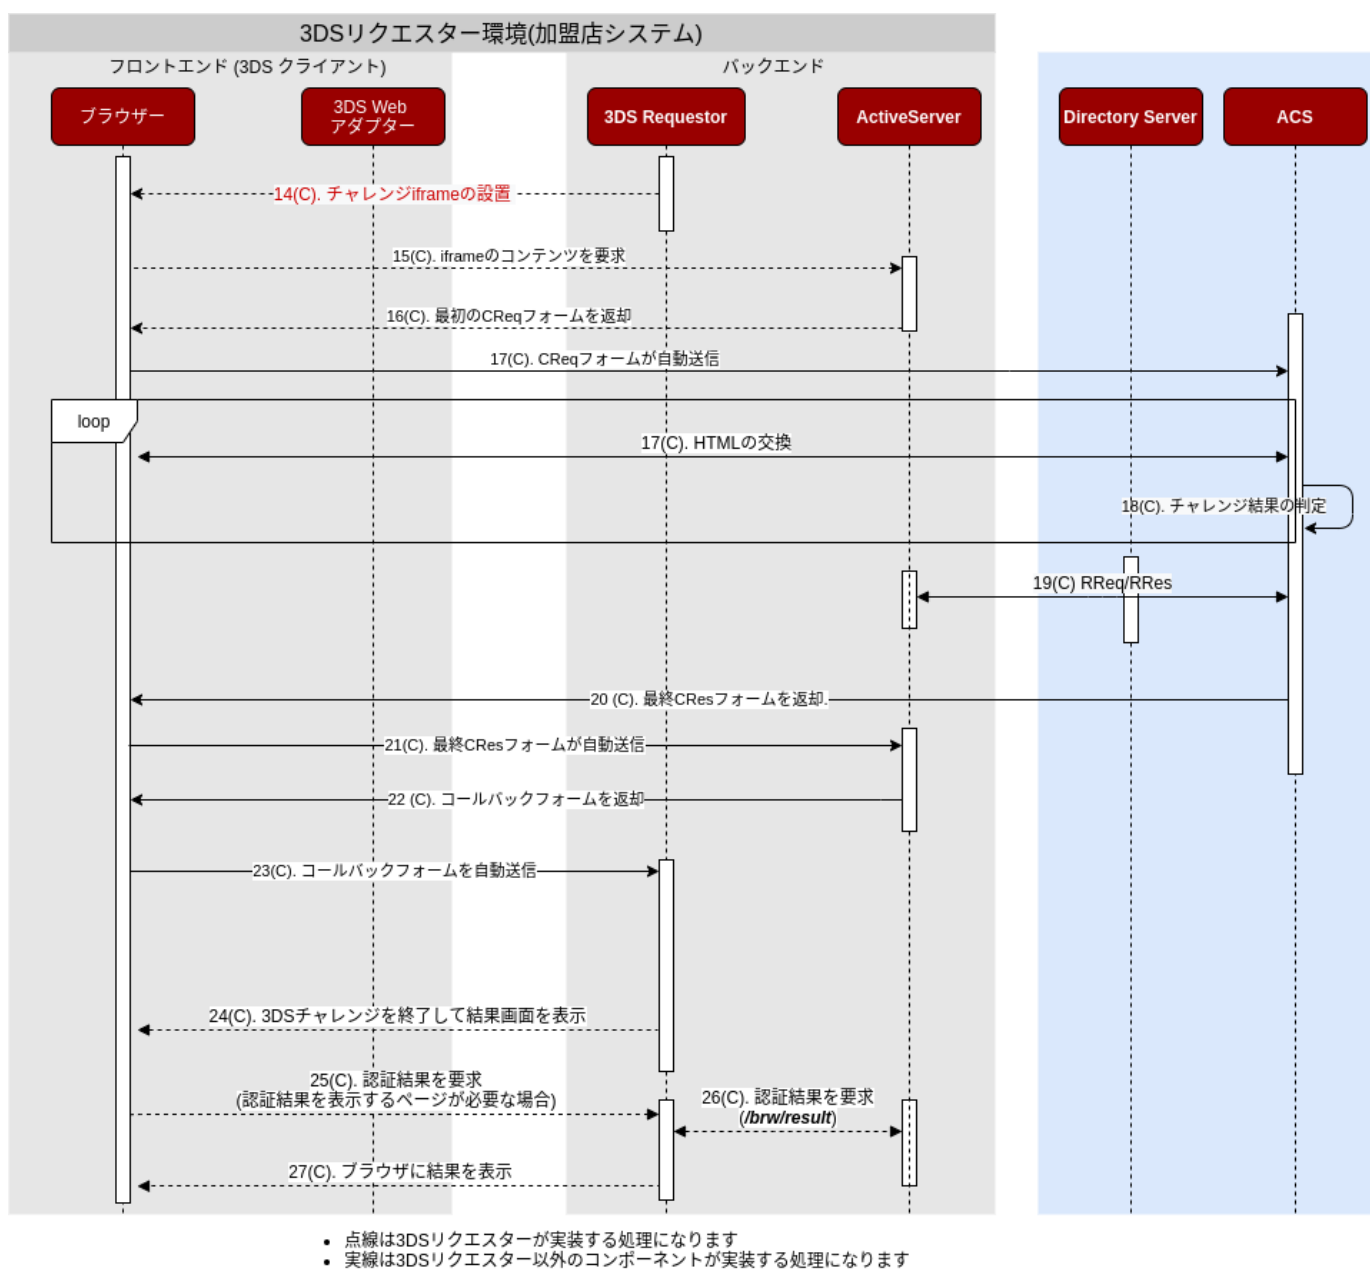 3DSリクエスター環境(加盟店システム)
フロントエンド (3DS クライアント)
バックエンド
ブラウザー
3DS Web
アダプター
3DS Requestor
ActiveServer
Directory Server
ACS
14(C). チャレンジiframeの設置
15(C). iframeのコンテンツを要求
16(C). 最初のCReqフォームを返却
17(C). CReqフォームが自動送信
loop
17(C). HTMLの交換
18(C). チャレンジ結果の判定
19(C) RReq/RRes
20 (C). 最終CResフォームを返却.
21(C). 最終CResフォームが自動送信
22 (C). コールバックフォームを返却
23(C). コールバックフォームを自動送信
24(C). 3DSチャレンジを終了して結果画面を表示
25(C). 認証結果を要求
(認証結果を表示するページが必要な場合)
26(C). 認証結果を要求
(/brw/result)
27(C). ブラウザに結果を表示
• 点線は3DSリクエスターが実装する処理になります
• 実線は3DSリクエスター以外のコンポーネントが実装する処理になります